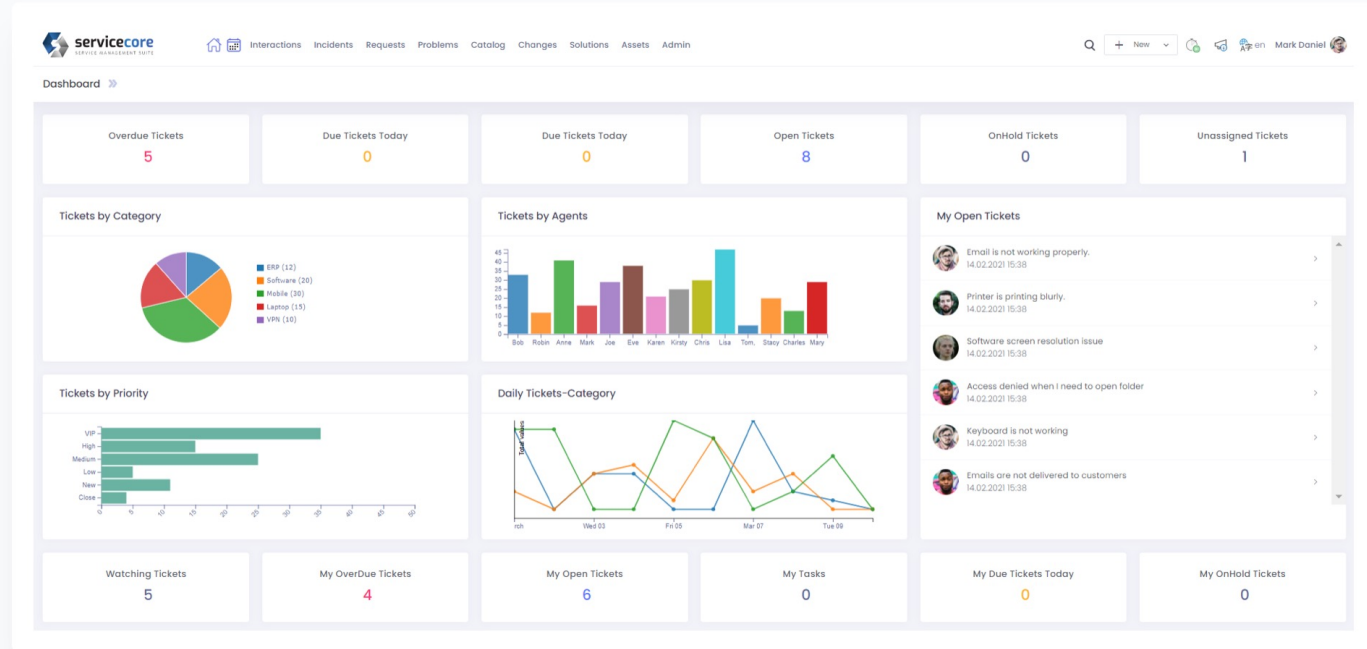 servicecore
SERVICE MANAGEMENT SUITE
Interactions Incidents Requests Problems Catalog Changes Solutions Assets Admin
New
en Mark Daniel
Dashboard
Overdue Tickets
5
Due Tickets Today
0
Due Tickets Today
0
Open Tickets
8
OnHold Tickets
0
Unassigned Tickets
1
Tickets by Category
ERP (12)
Software (20)
Mobile (30)
Laptop (15)
VPN (10)
Tickets by Agents
45
40
35
30
25
20
15
10
5
0
Bob Robin Anne Mark Joe Eve Karen Kirsty Chris Lisa Tom. Stacy Charles Mary
My Open Tickets
Email is not working properly.
14.02.2021 15:38
Printer is printing blurly.
14.02.2021 15:38
Software screen resolution issue
14.02.2021 15:38
Access denied when I need to open folder
14.02.2021 15:38
Keyboard is not working
14.02.2021 15:38
Emails are not delivered to customers
14.02.2021 15:38
Tickets by Priority
VIP
High
Medium
Low
New
Close
0 5 10 15 20 25 30 35 40 45 50
Daily Tickets-Category
Total values
rch Wed 03 Fri 05 Mar 07 Tue 09
Watching Tickets
5
My OverDue Tickets
4
My Open Tickets
6
My Tasks
0
My Due Tickets Today
0
My OnHold Tickets
0